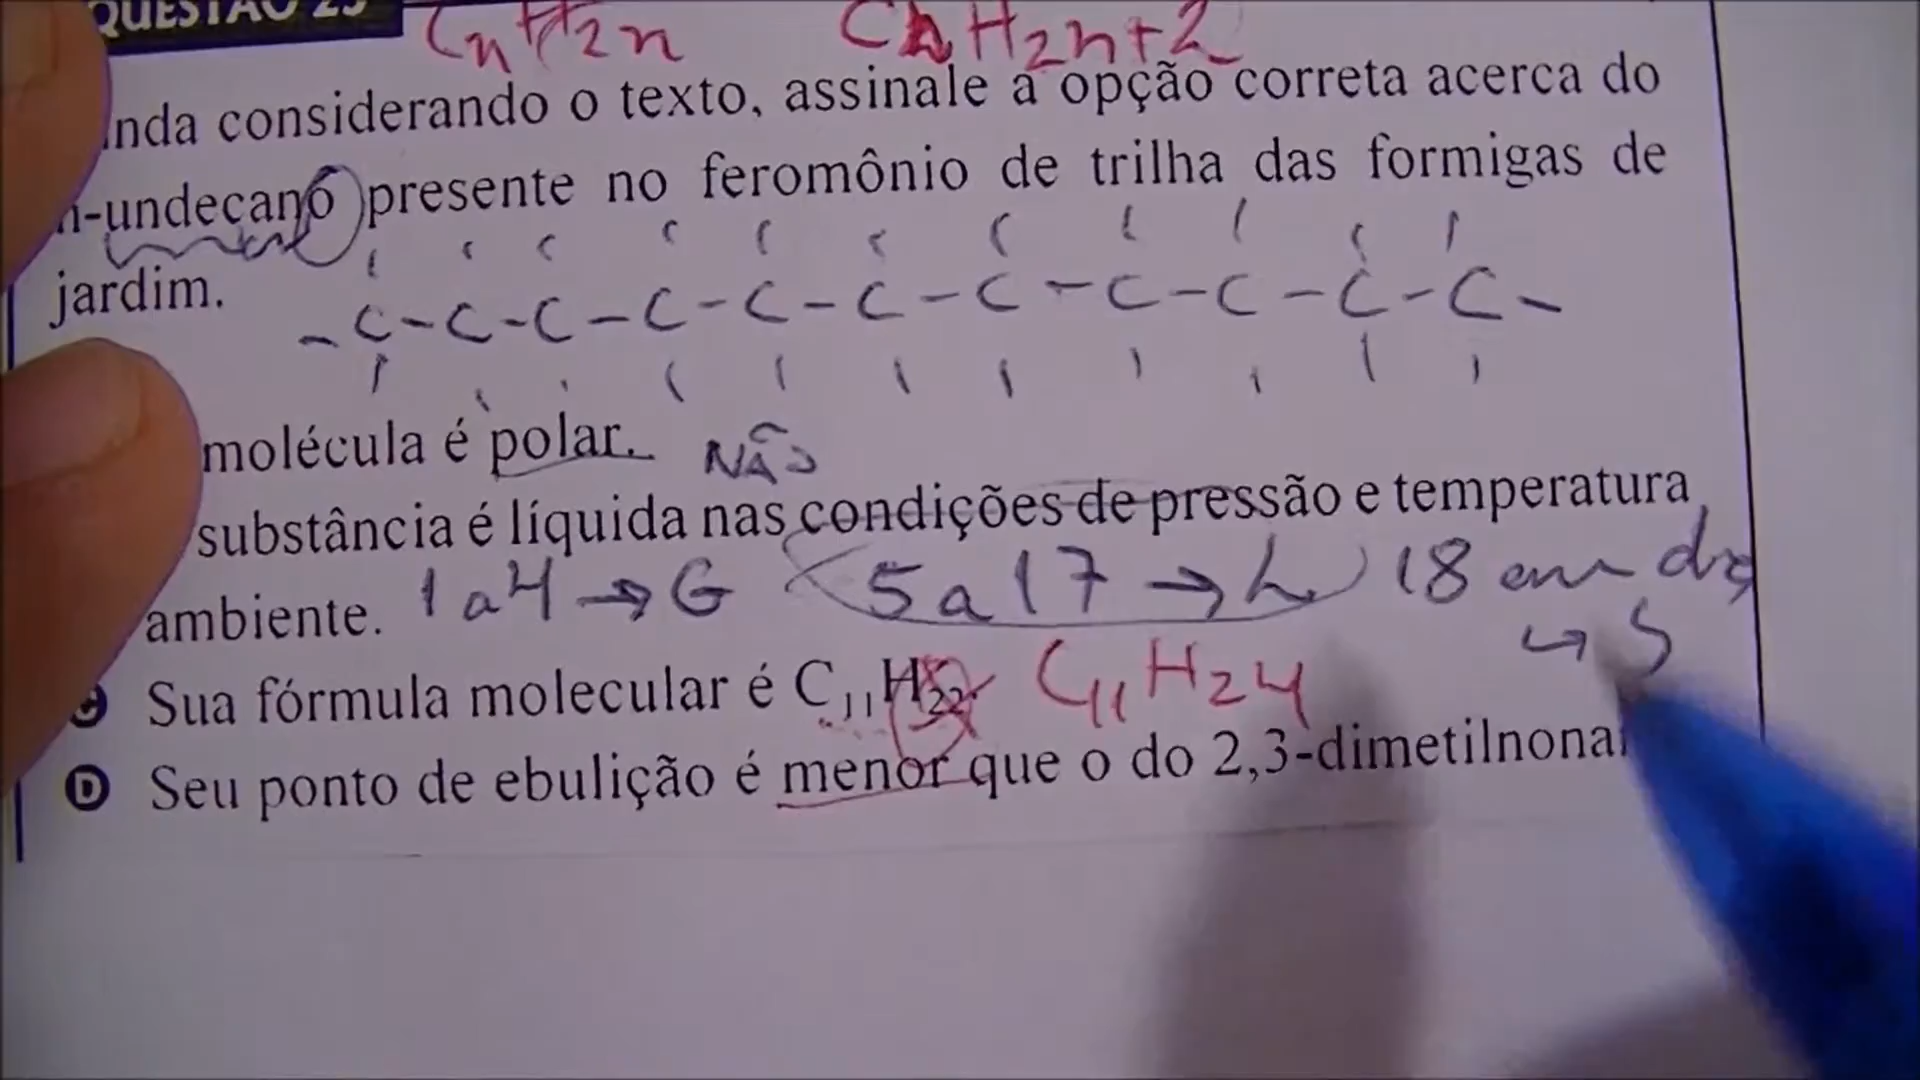 QUESTÃO 25
CnH2n CnH2n+2
inda considerando o texto, assinale a opção correta acerca do
n-undecano presente no feromônio de trilha das formigas de
jardim.
- C - C - C - C - C - C - C - C - C - C - C -
molécula é polar. NÃO
substância é líquida nas condições de pressão e temperatura
ambiente. 1 a 4 → G 5 a 17 → L 18 em
↳ S
Sua fórmula molecular é C₁₁H₂₂. C11H24
D Seu ponto de ebulição é menor que o do 2,3-dimetilnona